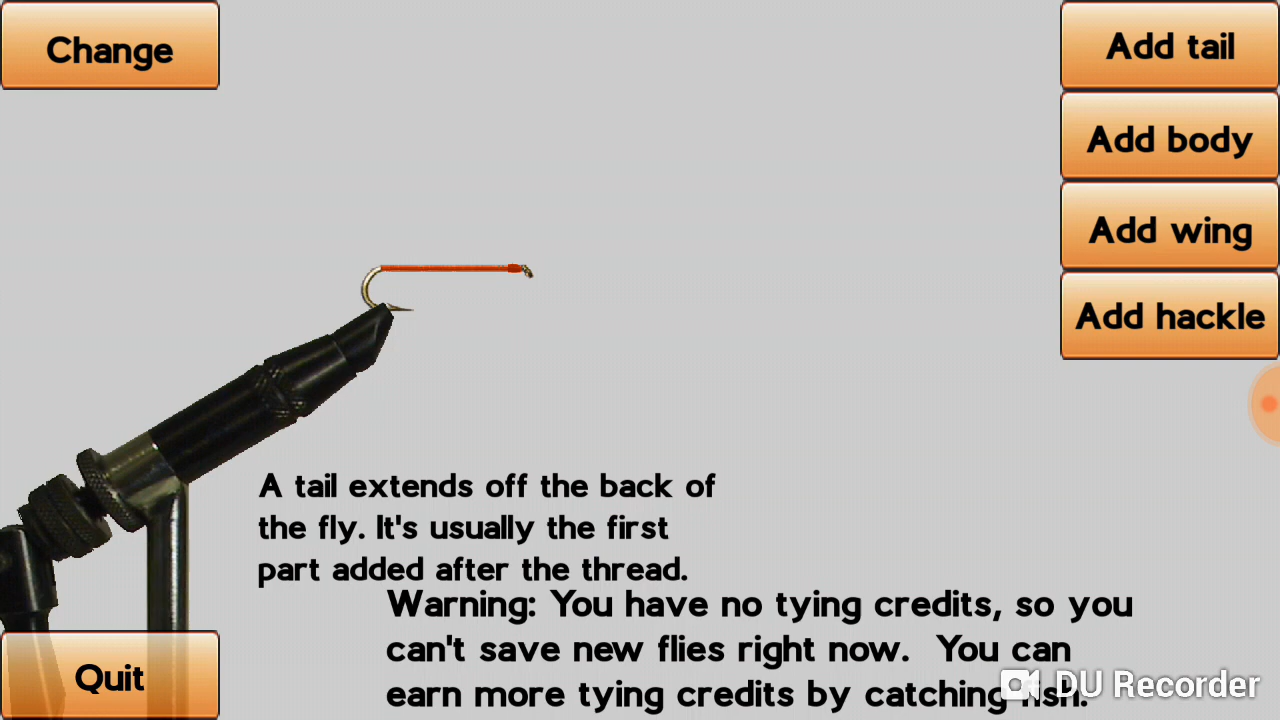 Change
Add tail
Add body
Add wing
Add hackle
A tail extends off the back of
the fly. It's usually the first
part added after the thread.
Warning: You have no tying credits, so you
can't save new flies right now. You can
earn more tying credits by catching fish.
Quit
DU Recorder